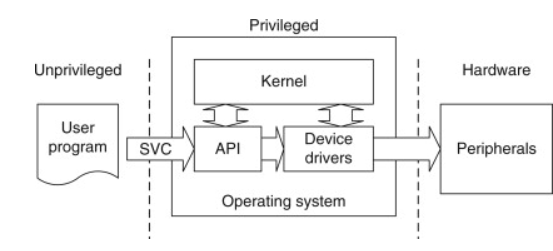 Privileged
Unprivileged
Hardware
Kernel
User
program
SVC
API
Device
drivers
Peripherals
Operating system